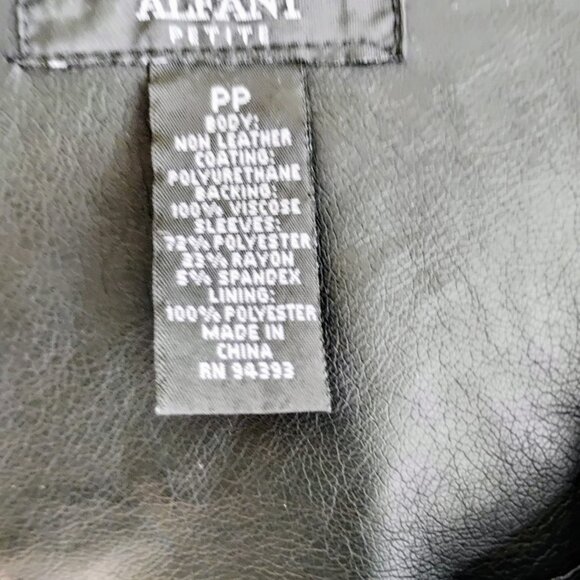 ALFANI
PETITE
PP
BODY:
NON LEATHER
COATING:
POLYURETHANE
BACKING:
100% VISCOSE
SLEEVES:
72% POLYESTER
23% RAYON
5% SPANDEX
LINING:
100% POLYESTER
MADE IN
CHINA
RN 94393